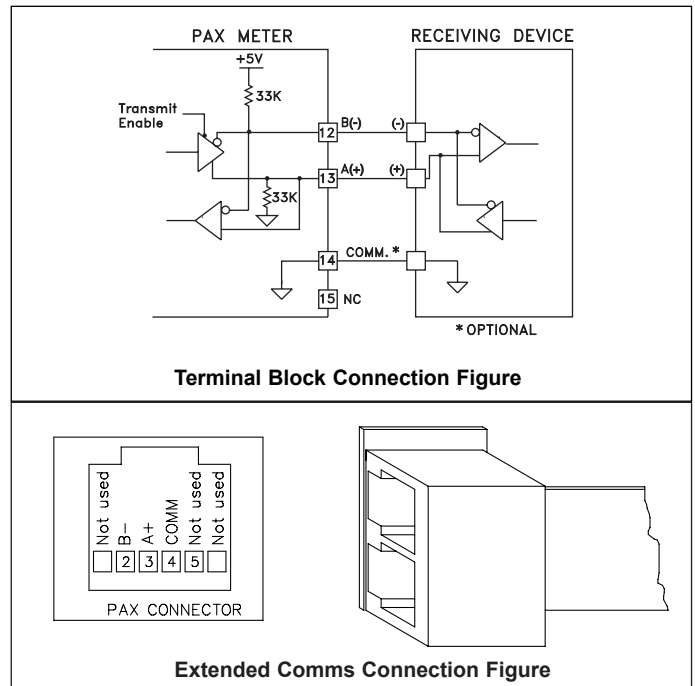 PAX METER
RECEIVING DEVICE
+5V
33K
Transmit
Enable
12 B(-) (-)
13 A(+) (+)
33K
14 COMM.*
15 NC
*OPTIONAL
Terminal Block Connection Figure
Not used
B-
A+
COMM
Not used
Not used
2 3 4 5
PAX CONNECTOR
Extended Comms Connection Figure